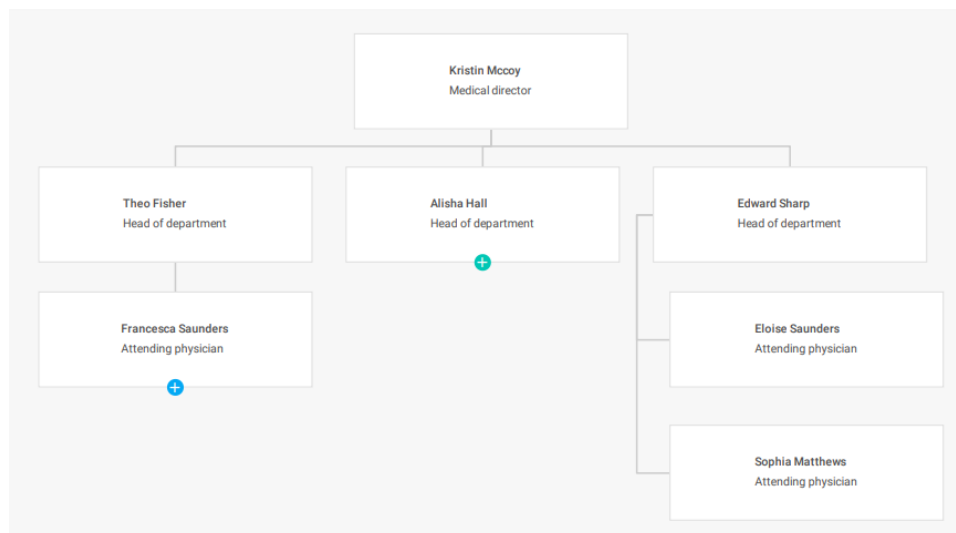 Kristin Mccoy
Medical director
Theo Fisher
Head of department
Alisha Hall
Head of department
Edward Sharp
Head of department
Francesca Saunders
Attending physician
Eloise Saunders
Attending physician
Sophia Matthews
Attending physician